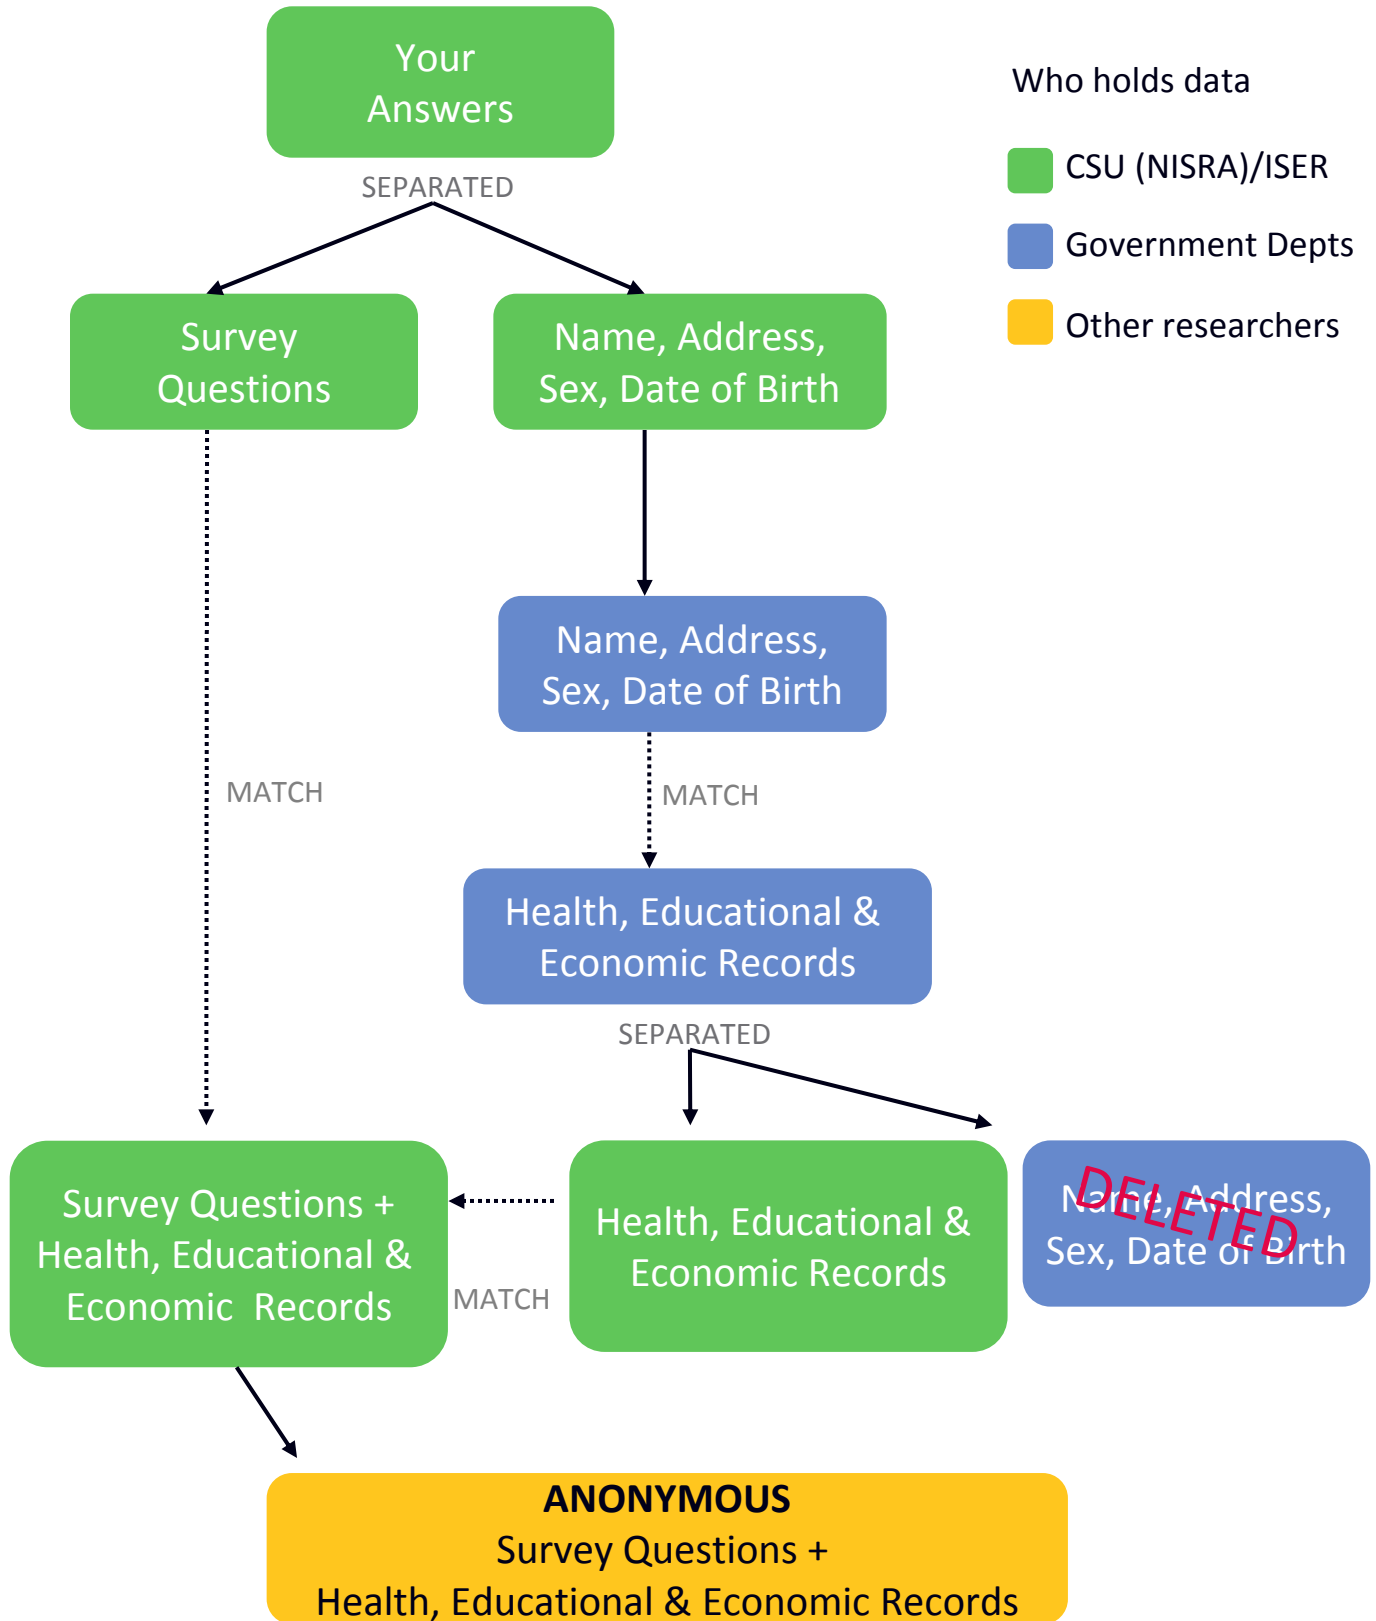 Your
Answers
Who holds data
CSU (NISRA)/ISER
Government Depts
Other researchers
SEPARATED
Survey
Questions
Name, Address,
Sex, Date of Birth
Name, Address,
Sex, Date of Birth
MATCH
MATCH
Health, Educational &
Economic Records
SEPARATED
Survey Questions +
Health, Educational &
Economic Records
MATCH
Health, Educational &
Economic Records
Name, Address,
Sex, Date of Birth
DELETED
ANONYMOUS
Survey Questions +
Health, Educational & Economic Records